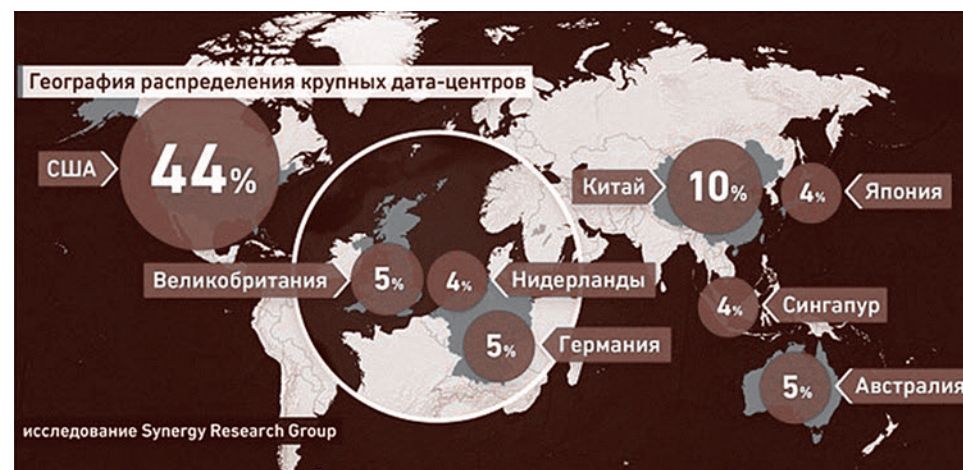 География распределения крупных дата-центров
США
44%
Китай
10%
4%
Япония
Великобритания
5%
4%
Нидерланды
4%
Сингапур
5%
Германия
5%
Австралия
исследование Synergy Research Group